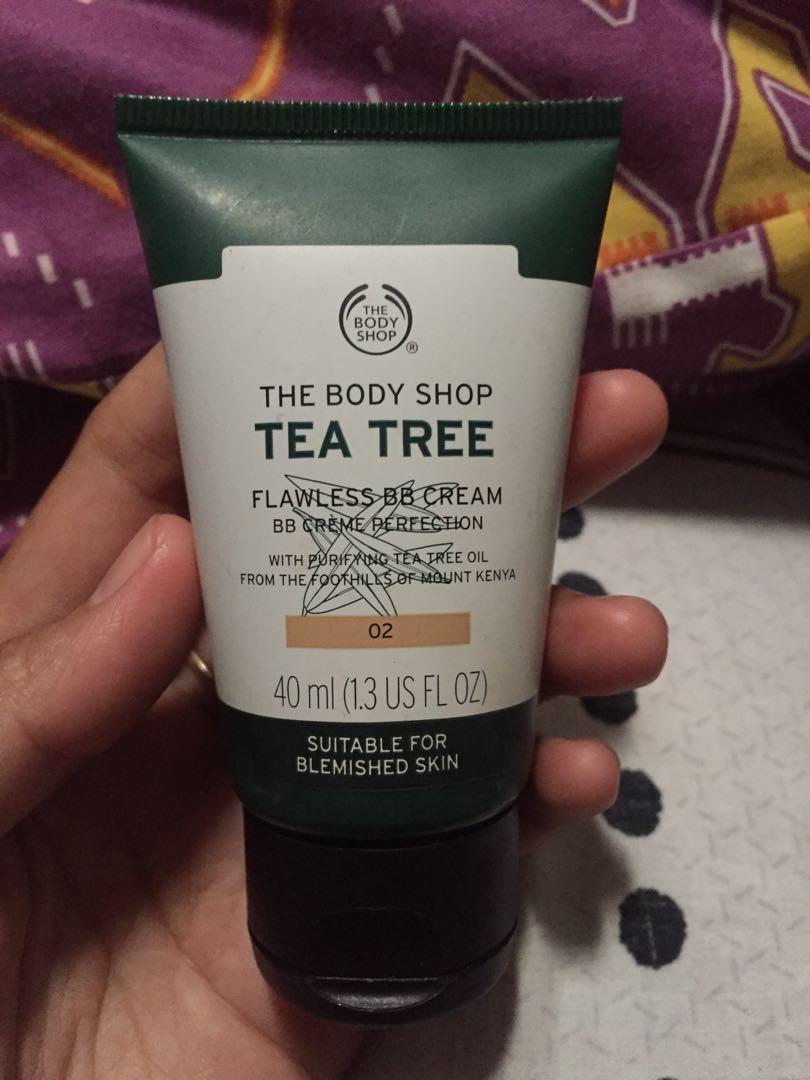 THE
BODY
SHOP
®
THE BODY SHOP
TEA TREE
FLAWLESS BB CREAM
BB CRÈME PERFECTION
WITH PURIFYING TEA TREE OIL
FROM THE FOOTHILLS OF MOUNT KENYA
02
40 ml (1.3 US FL OZ)
SUITABLE FOR
BLEMISHED SKIN